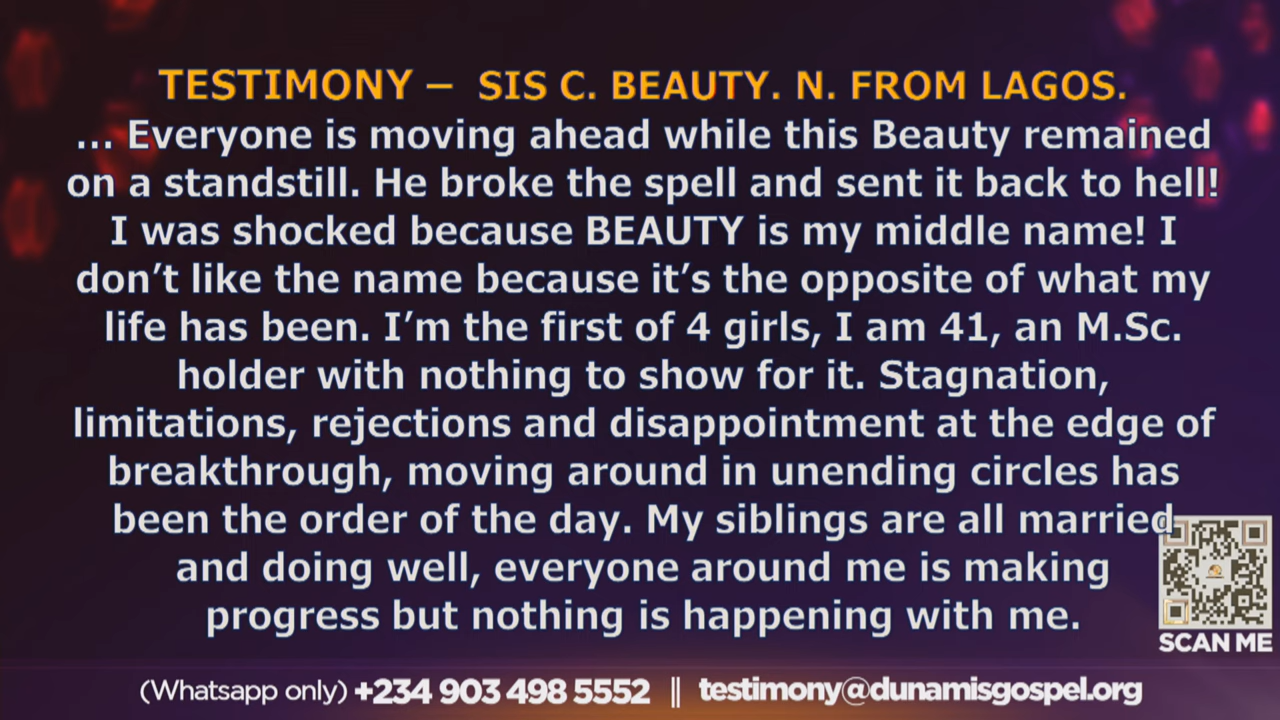 TESTIMONY – SIS C. BEAUTY. N. FROM LAGOS.
... Everyone is moving ahead while this Beauty remained
on a standstill. He broke the spell and sent it back to hell!
I was shocked because BEAUTY is my middle name! I
don’t like the name because it’s the opposite of what my
life has been. I’m the first of 4 girls, I am 41, an M.Sc.
holder with nothing to show for it. Stagnation,
limitations, rejections and disappointment at the edge of
breakthrough, moving around in unending circles has
been the order of the day. My siblings are all married
and doing well, everyone around me is making
progress but nothing is happening with me.
SCAN ME
(Whatsapp only) +234 903 498 5552 || testimony@dunamisgospel.org